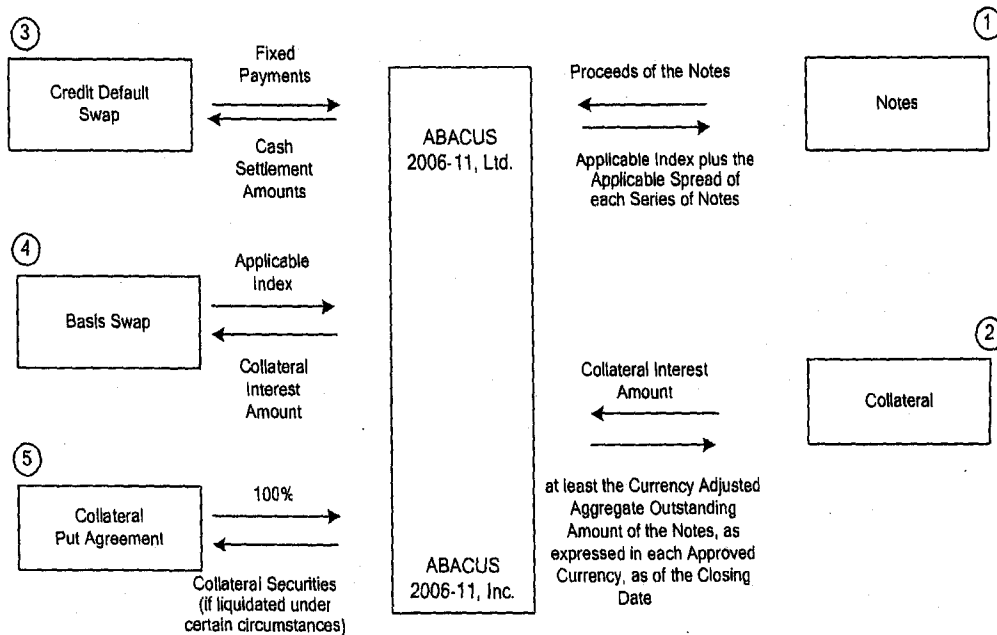 3
Fixed
Payments
Credit Default
Swap
Cash
Settlement
Amounts
4
Applicable
Index
Basis Swap
Collateral
Interest
Amount
5
100%
Collateral
Put Agreement
Collateral Securities
(if liquidated under
certain circumstances)
ABACUS
2006-11, Ltd.
ABACUS
2006-11, Inc.
1
Proceeds of the Notes
Notes
Applicable Index plus the
Applicable Spread of
each Series of Notes
2
Collateral Interest
Amount
Collateral
at least the Currency Adjusted
Aggregate Outstanding
Amount of the Notes, as
expressed in each Approved
Currency, as of the Closing
Date